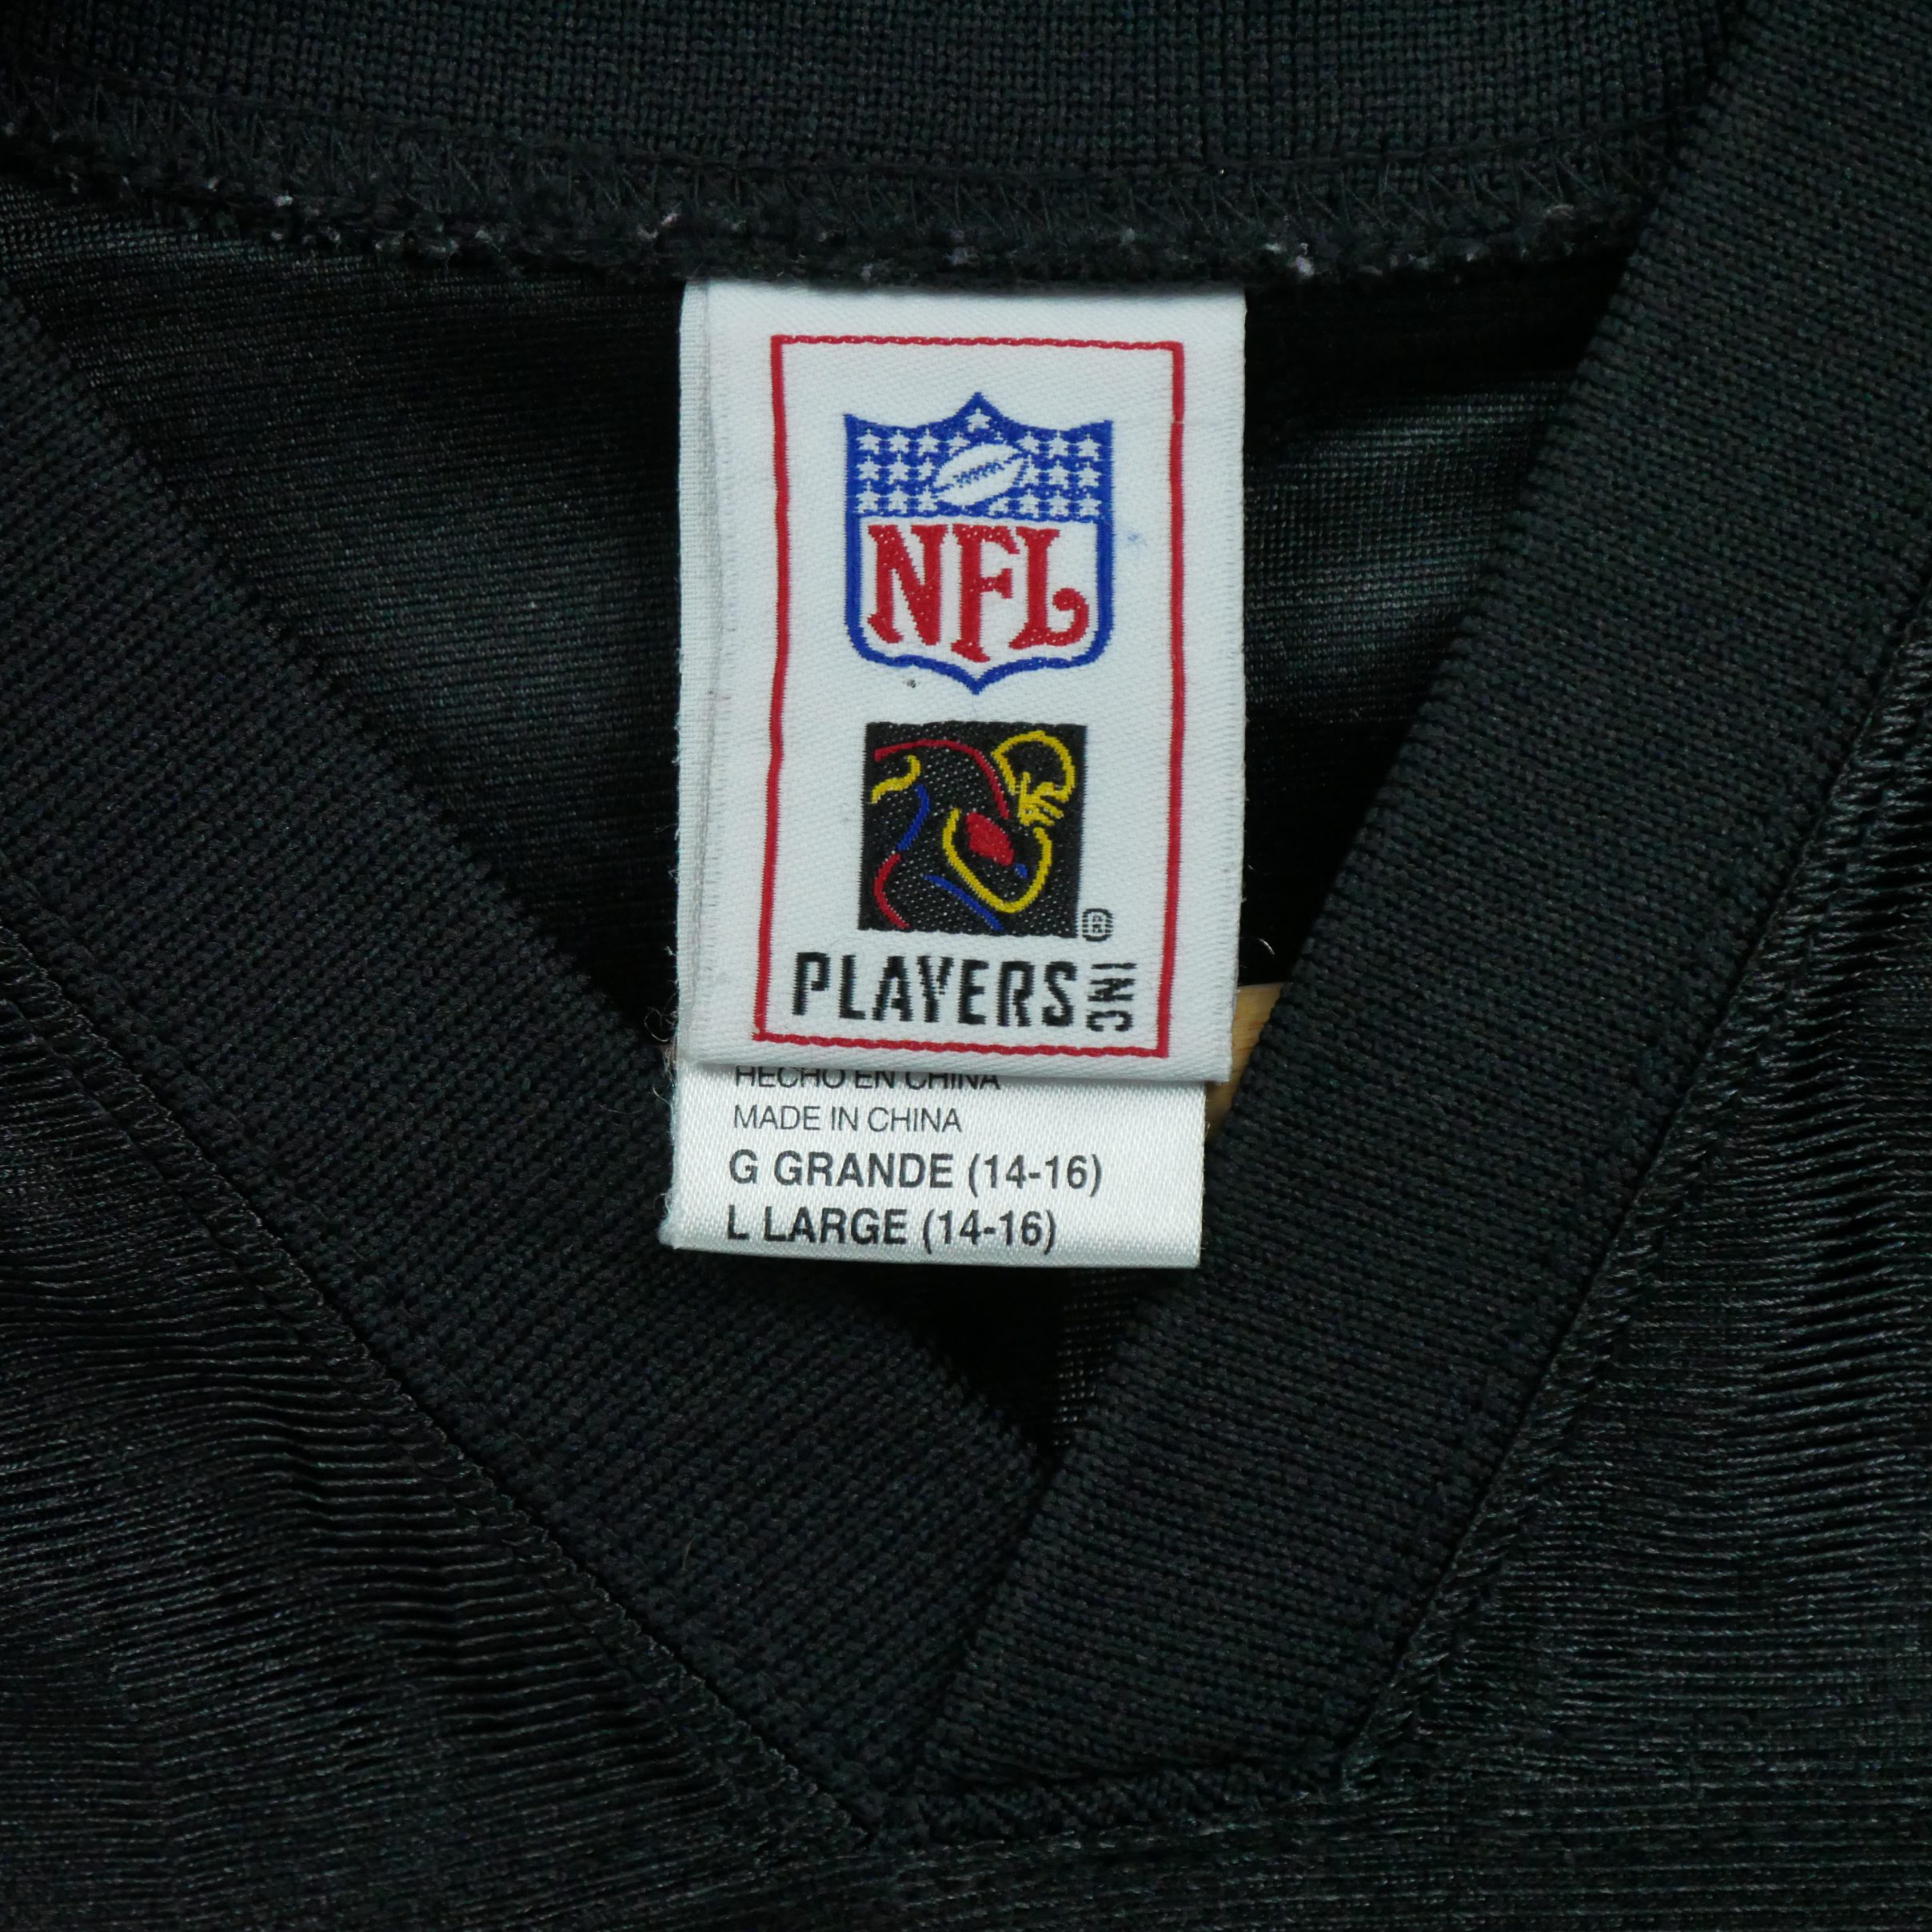 NFL
®
PLAYERS INC
HECHO EN CHINA
MADE IN CHINA
G GRANDE (14-16)
L LARGE (14-16)